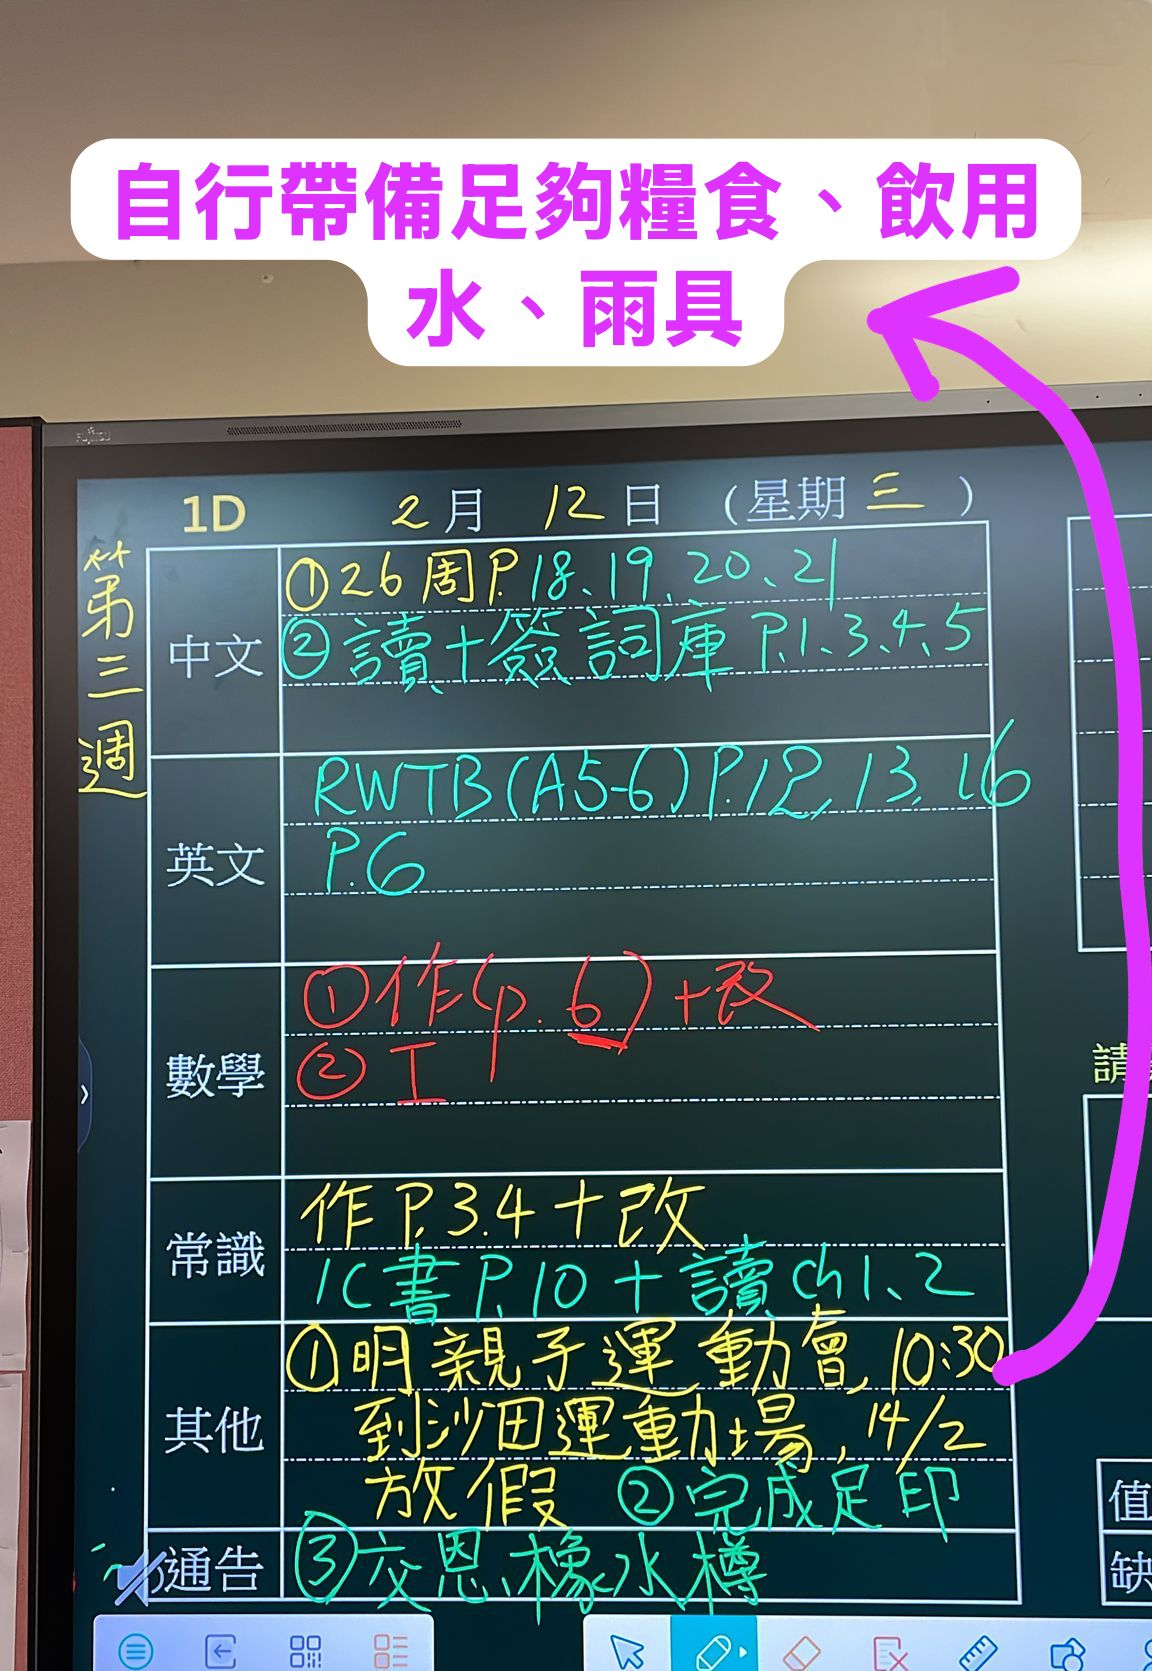 自行帶備足夠糧食、飲用
水、雨具
FUJITSU
1D 2月 12日 (星期三)
第三週
中文
①26周P.18、19、20、21
②讀+簽詞庫 P.1、3、4、5
英文
RWTB(A5-6)P.12, 13, 16
P.6
數學
①作(p.6)+改
②工
常識
作 P.3.4+改
1C書P.10+讀ch1、2
其他
①明親子運動會, 10:30
到沙田運動場, 14/2
放假 ②完成足印
通告
③交恩、橡水樽
請
值
缺